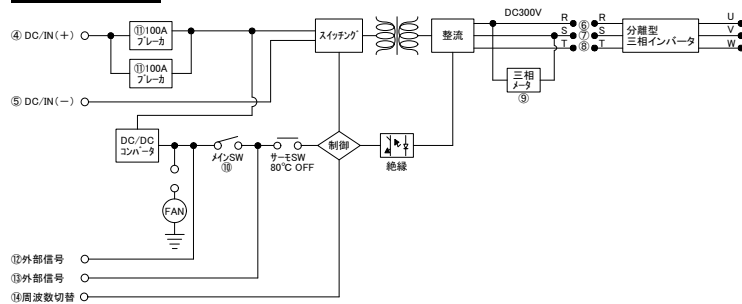 DC300V
④ DC/IN(+)
⑪100A
ブレーカ
⑪100A
ブレーカ
スイッチング
整流
R
S
T
⑥
⑦
⑧
R
S
T
分離型
三相インバータ
U
V
W
三相
メータ
⑨
⑤ DC/IN(-)
DC/DC
コンバータ
メインSW
⑩
サーモSW
80℃ OFF
制御
絶縁
FAN
⑫外部信号
⑬外部信号
⑭周波数切替